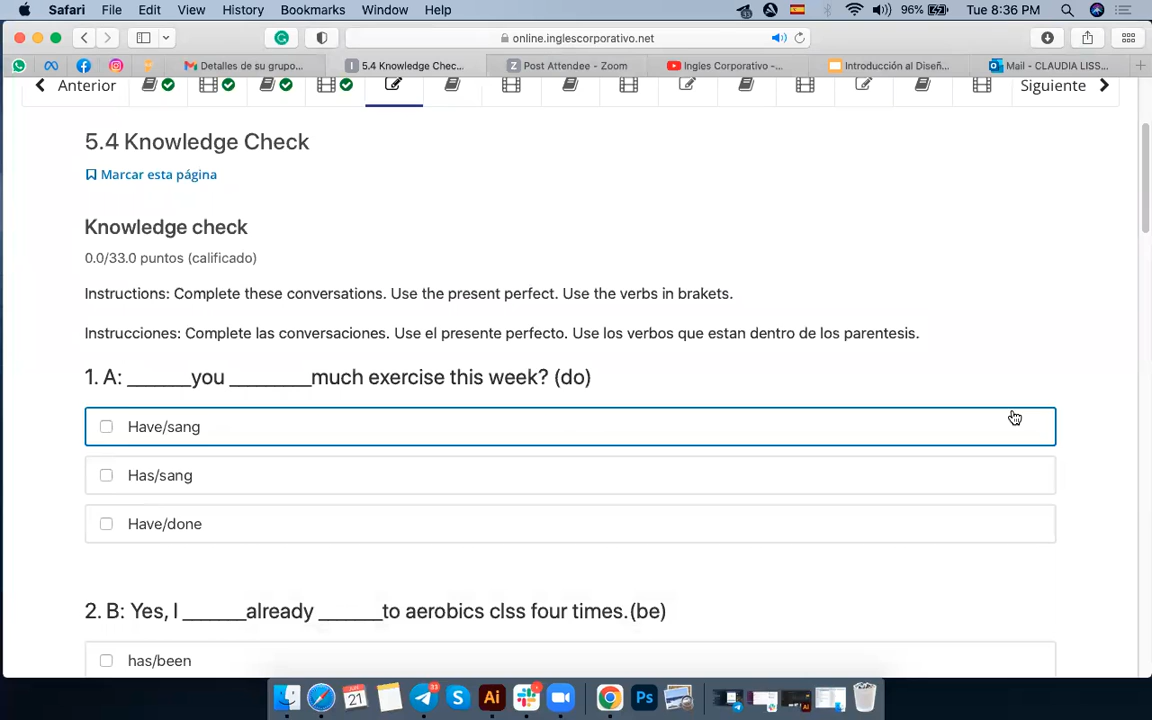 Safari File Edit View History Bookmarks Window Help 96% Tue 8:36 PM
online.inglescorporativo.net
Detalles de su grupo... 5.4 Knowledge Chec... Post Attendee - Zoom Ingles Corporativo -... Introducción al Diseñ... Mail - CLAUDIA LISS...
Anterior Siguiente
5.4 Knowledge Check
Marcar esta página
Knowledge check
0.0/33.0 puntos (calificado)
Instructions: Complete these conversations. Use the present perfect. Use the verbs in brakets.
Instrucciones: Complete las conversaciones. Use el presente perfecto. Use los verbos que estan dentro de los parentesis.
1. A: _______you _________much exercise this week? (do)
Have/sang
Has/sang
Have/done
2. B: Yes, I _______already _______to aerobics clss four times.(be)
has/been
Ai Ps